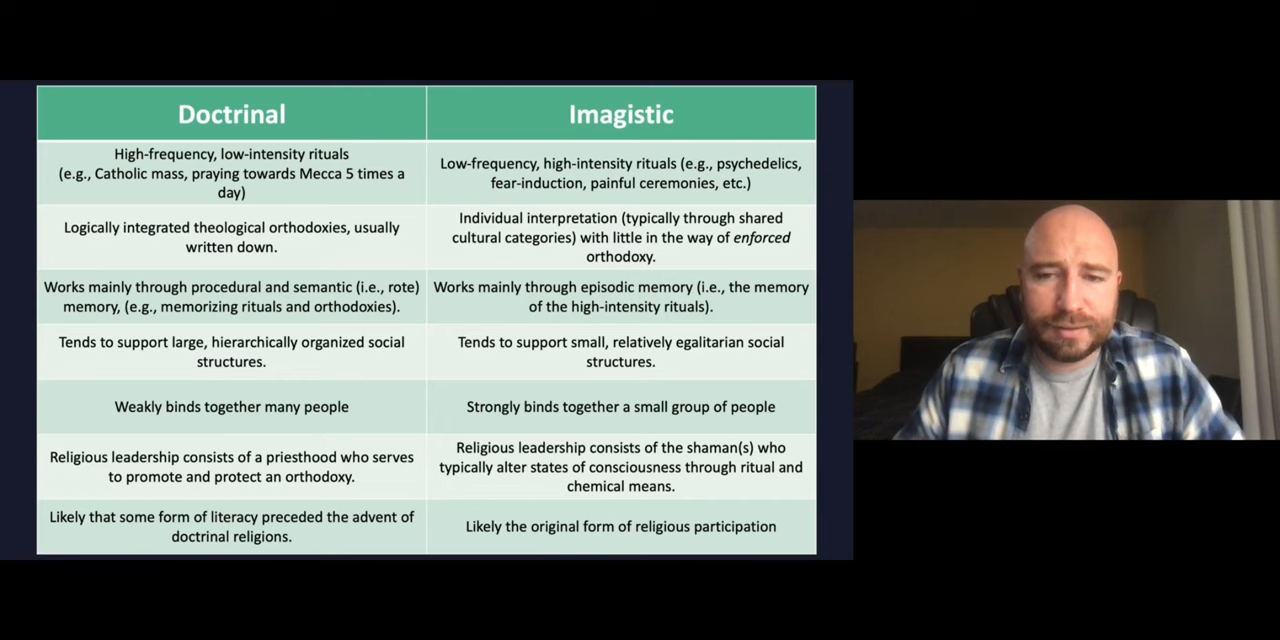 Doctrinal
Imagistic
High-frequency, low-intensity rituals
(e.g., Catholic mass, praying towards Mecca 5 times a
day)
Low-frequency, high-intensity rituals (e.g., psychedelics,
fear-induction, painful ceremonies, etc.)
Logically integrated theological orthodoxies, usually
written down.
Individual interpretation (typically through shared
cultural categories) with little in the way of enforced
orthodoxy.
Works mainly through procedural and semantic (i.e., rote)
memory, (e.g., memorizing rituals and orthodoxies).
Works mainly through episodic memory (i.e., the memory
of the high-intensity rituals).
Tends to support large, hierarchically organized social
structures.
Tends to support small, relatively egalitarian social
structures.
Weakly binds together many people
Strongly binds together a small group of people
Religious leadership consists of a priesthood who serves
to promote and protect an orthodoxy.
Religious leadership consists of the shaman(s) who
typically alter states of consciousness through ritual and
chemical means.
Likely that some form of literacy preceded the advent of
doctrinal religions.
Likely the original form of religious participation